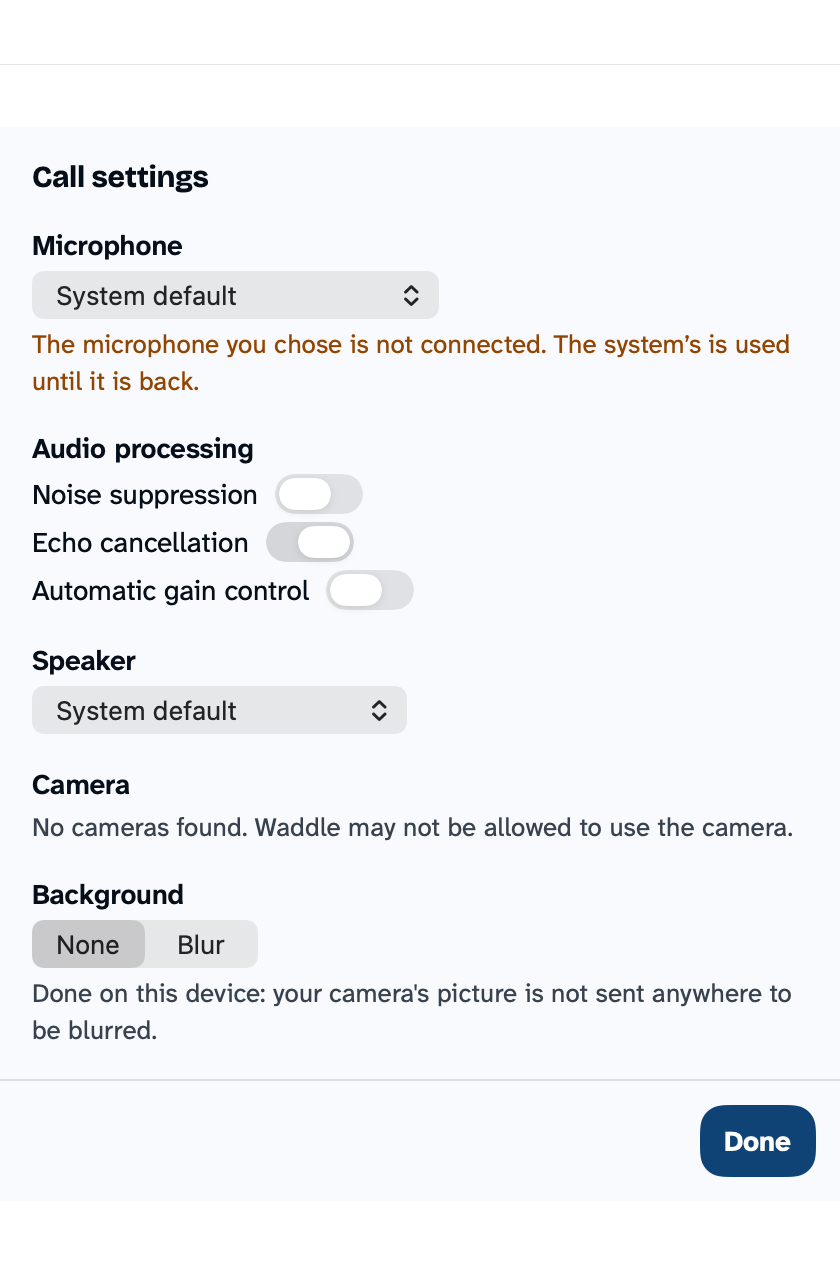 Call settings
Microphone
System default
The microphone you chose is not connected. The system’s is used
until it is back.
Audio processing
Noise suppression
Echo cancellation
Automatic gain control
Speaker
System default
Camera
No cameras found. Waddle may not be allowed to use the camera.
Background
None Blur
Done on this device: your camera's picture is not sent anywhere to
be blurred.
Done